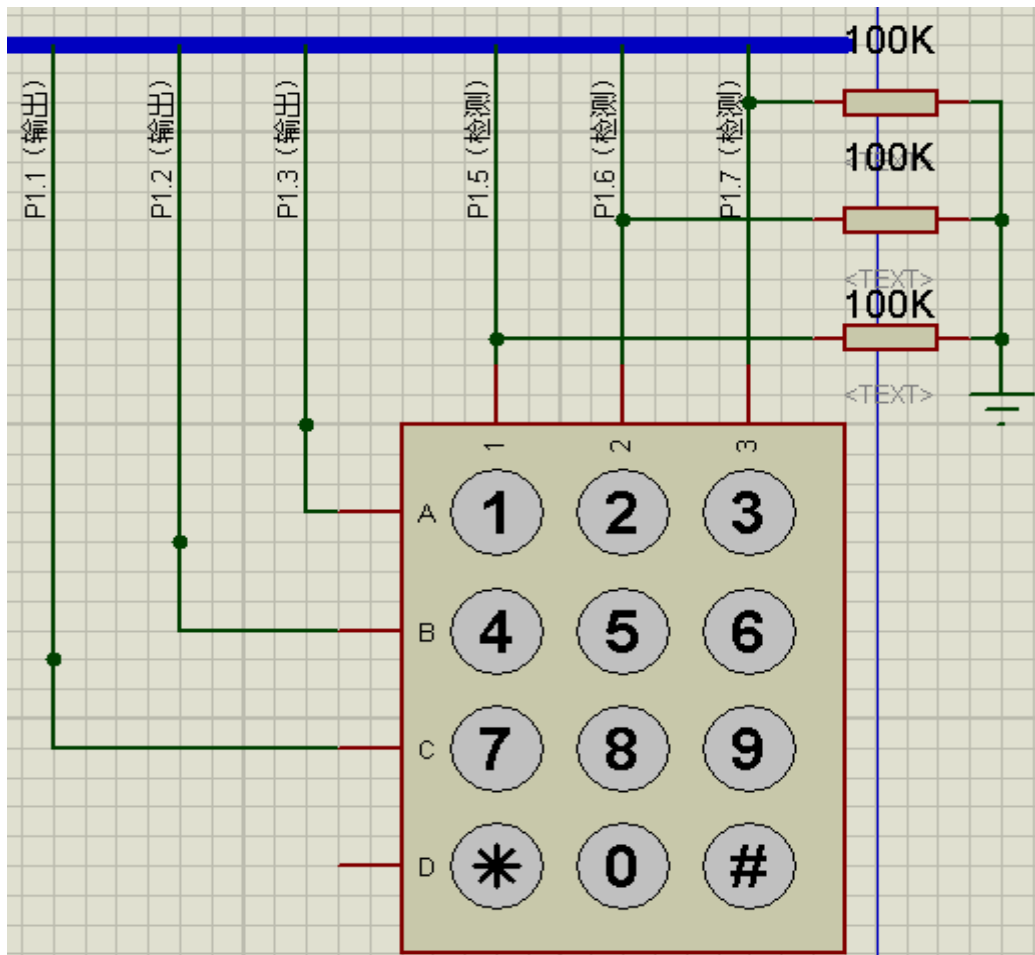 100K
P1.1 (输出)
P1.2 (输出)
P1.3 (输出)
P1.5 (检测)
P1.6 (检测)
P1.7 (检测)
<TEXT>
100K
<TEXT>
100K
<TEXT>
1 2 3
A 1 2 3
B 4 5 6
C 7 8 9
D * 0 #